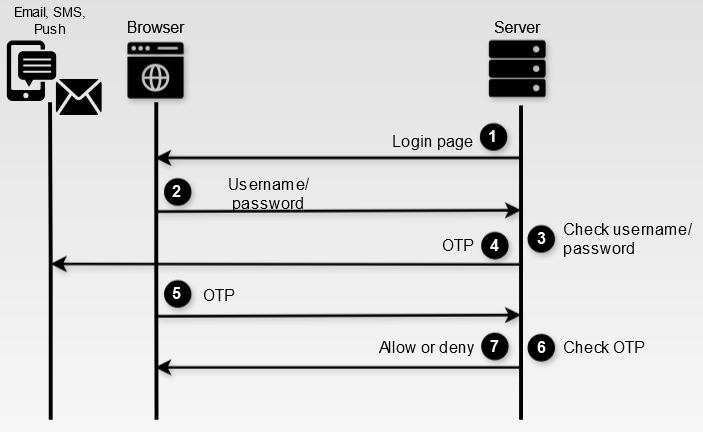 Email, SMS,
Push
Browser
Server
Login page 1
2 Username/
password
3 Check username/
password
OTP 4
5 OTP
Allow or deny 7
6 Check OTP